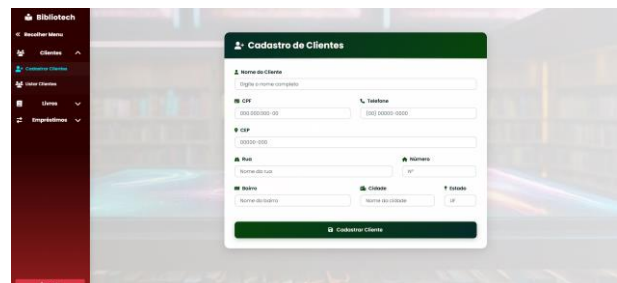 Bibliotech
Recolher Menu
Clientes
Cadastrar Clientes
Listar Clientes
Livros
Empréstimos
Cadastro de Clientes
Nome do Cliente
Digite o nome completo
CPF
Telefone
000.000.000-00
(00) 00000-0000
CEP
00000-000
Rua
Número
Nome da rua
Nº
Bairro
Cidade
Estado
Nome do bairro
Nome da cidade
UF
Cadastrar Cliente